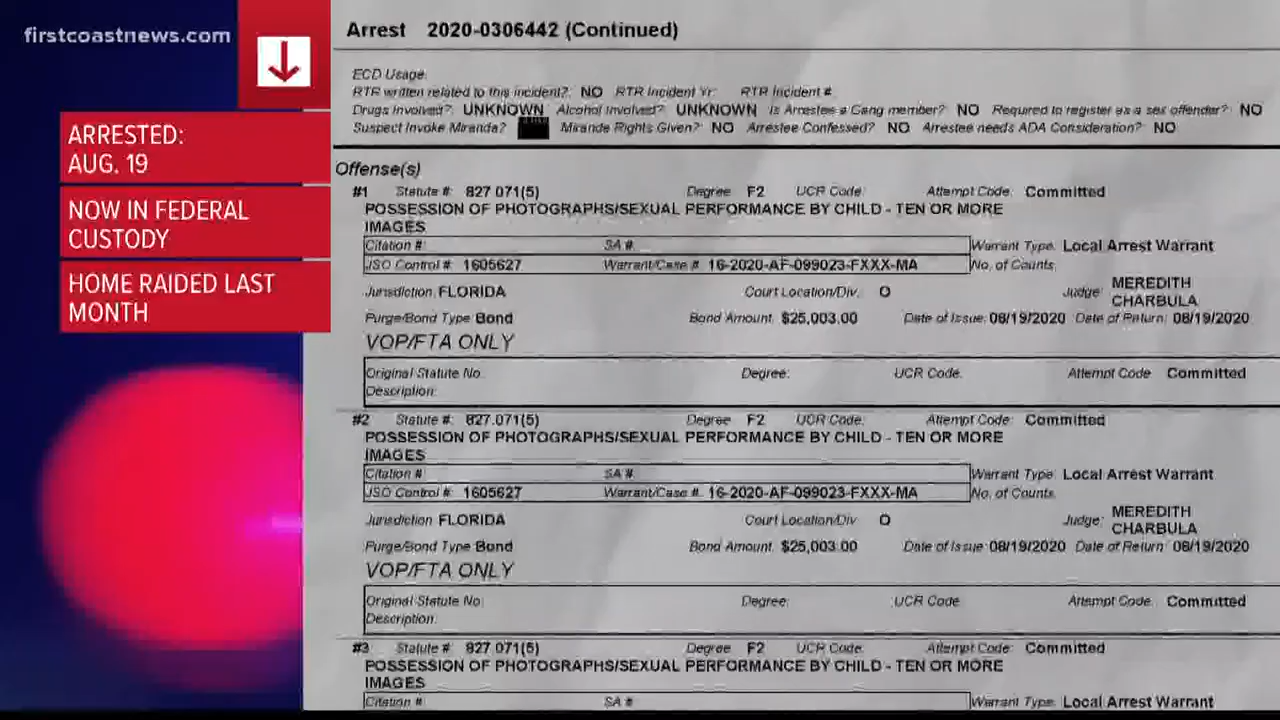 firstcoastnews.com
ARRESTED:
AUG. 19
NOW IN FEDERAL
CUSTODY
HOME RAIDED LAST
MONTH
Arrest 2020-0306442 (Continued)
ECD Usage:
RTR written related to this incident?: NO RTR Incident Yr: RTR Incident #:
Drugs Involved?: UNKNOWN Alcohol Involved?: UNKNOWN Is Arrestee a Gang member?: NO Required to register as a sex offender?: NO
Suspect Invoke Miranda?: Miranda Rights Given?: NO Arrestee Confessed?: NO Arrestee needs ADA Consideration?: NO
Offense(s)
#1 Statute #: 827.071(5) Degree: F2 UCR Code: Attempt Code: Committed
POSSESSION OF PHOTOGRAPHS/SEXUAL PERFORMANCE BY CHILD - TEN OR MORE
IMAGES
Citation #: SA #: Warrant Type: Local Arrest Warrant
JSO Control #: 1605627 Warrant/Case #: 16-2020-AF-099023-FXXX-MA No. of Counts:
Jurisdiction: FLORIDA Court Location/Div: O Judge: MEREDITH
CHARBULA
Purge/Bond Type: Bond Bond Amount: $25,003.00 Date of Issue: 08/19/2020 Date of Return: 08/19/2020
VOP/FTA ONLY
Original Statute No: Degree: UCR Code: Attempt Code: Committed
Description:
#2 Statute #: 827.071(5) Degree: F2 UCR Code: Attempt Code: Committed
POSSESSION OF PHOTOGRAPHS/SEXUAL PERFORMANCE BY CHILD - TEN OR MORE
IMAGES
Citation #: SA #: Warrant Type: Local Arrest Warrant
JSO Control #: 1605627 Warrant/Case #: 16-2020-AF-099023-FXXX-MA No. of Counts:
Jurisdiction: FLORIDA Court Location/Div: O Judge: MEREDITH
CHARBULA
Purge/Bond Type: Bond Bond Amount: $25,003.00 Date of Issue: 08/19/2020 Date of Return: 08/19/2020
VOP/FTA ONLY
Original Statute No: Degree: UCR Code: Attempt Code: Committed
Description:
#3 Statute #: 827.071(5) Degree: F2 UCR Code: Attempt Code: Committed
POSSESSION OF PHOTOGRAPHS/SEXUAL PERFORMANCE BY CHILD - TEN OR MORE
IMAGES
Citation #: SA #: Warrant Type: Local Arrest Warrant